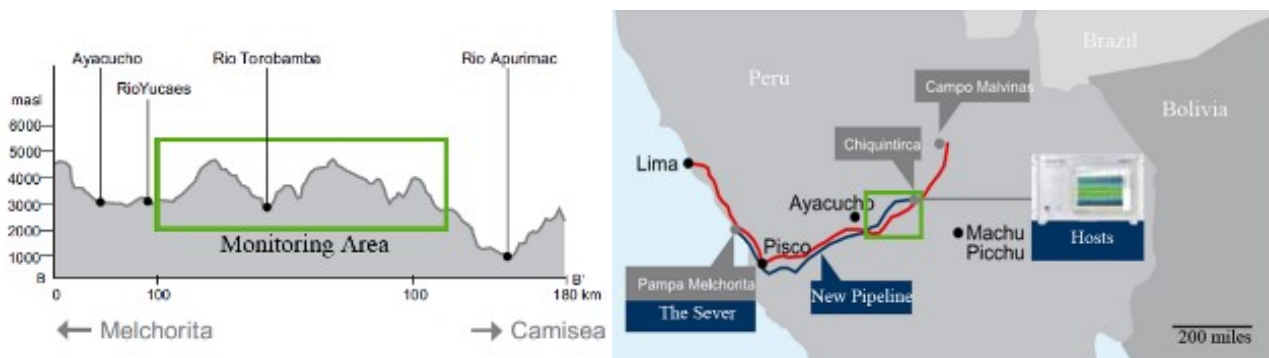 Ayacucho
Rio Torobamba
Rio Apurimac
RioYucaes
masl
6000
5000
4000
3000
2000
1000
B
Monitoring Area
B'
0
100
100
180 km
← Melchorita
→ Camisea
Brazil
Peru
Campo Malvinas
Bolivia
Chiquintirca
Lima
Ayacucho
Machu
Picchu
Hosts
Pisco
Pampa Melchorita
The Sever
New Pipeline
200 miles